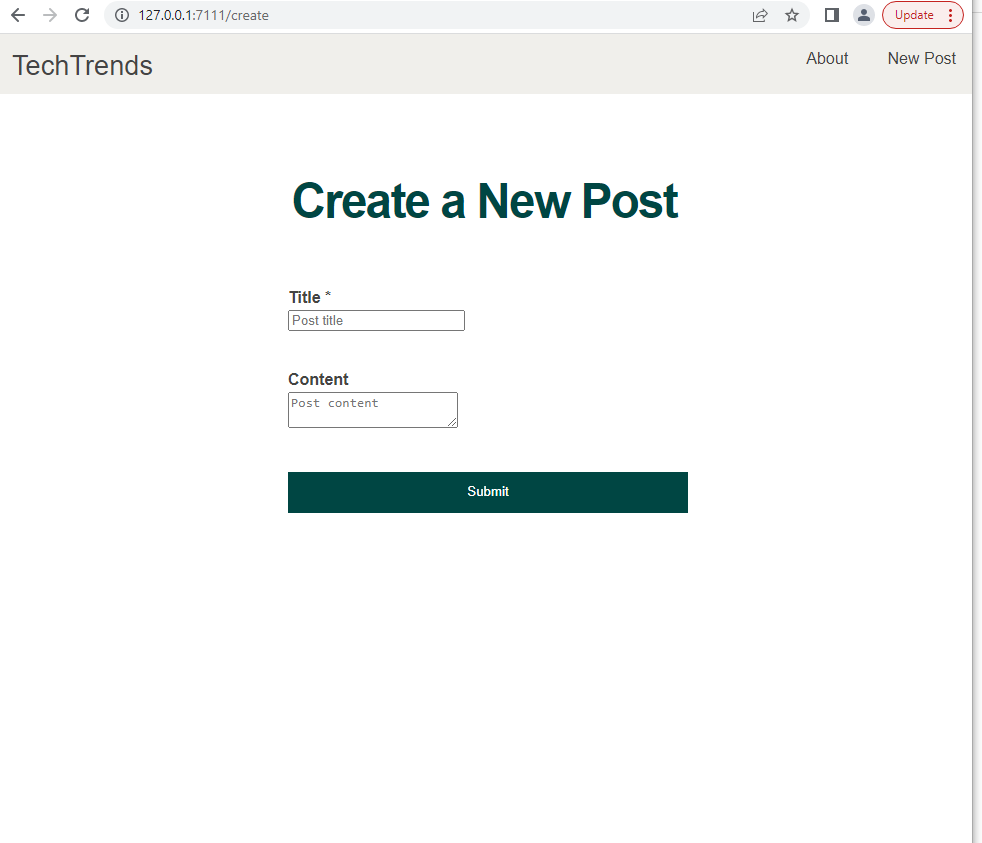 127.0.0.1:7111/create
Update
TechTrends
About
New Post
Create a New Post
Title *
Post title
Content
Post content
Submit